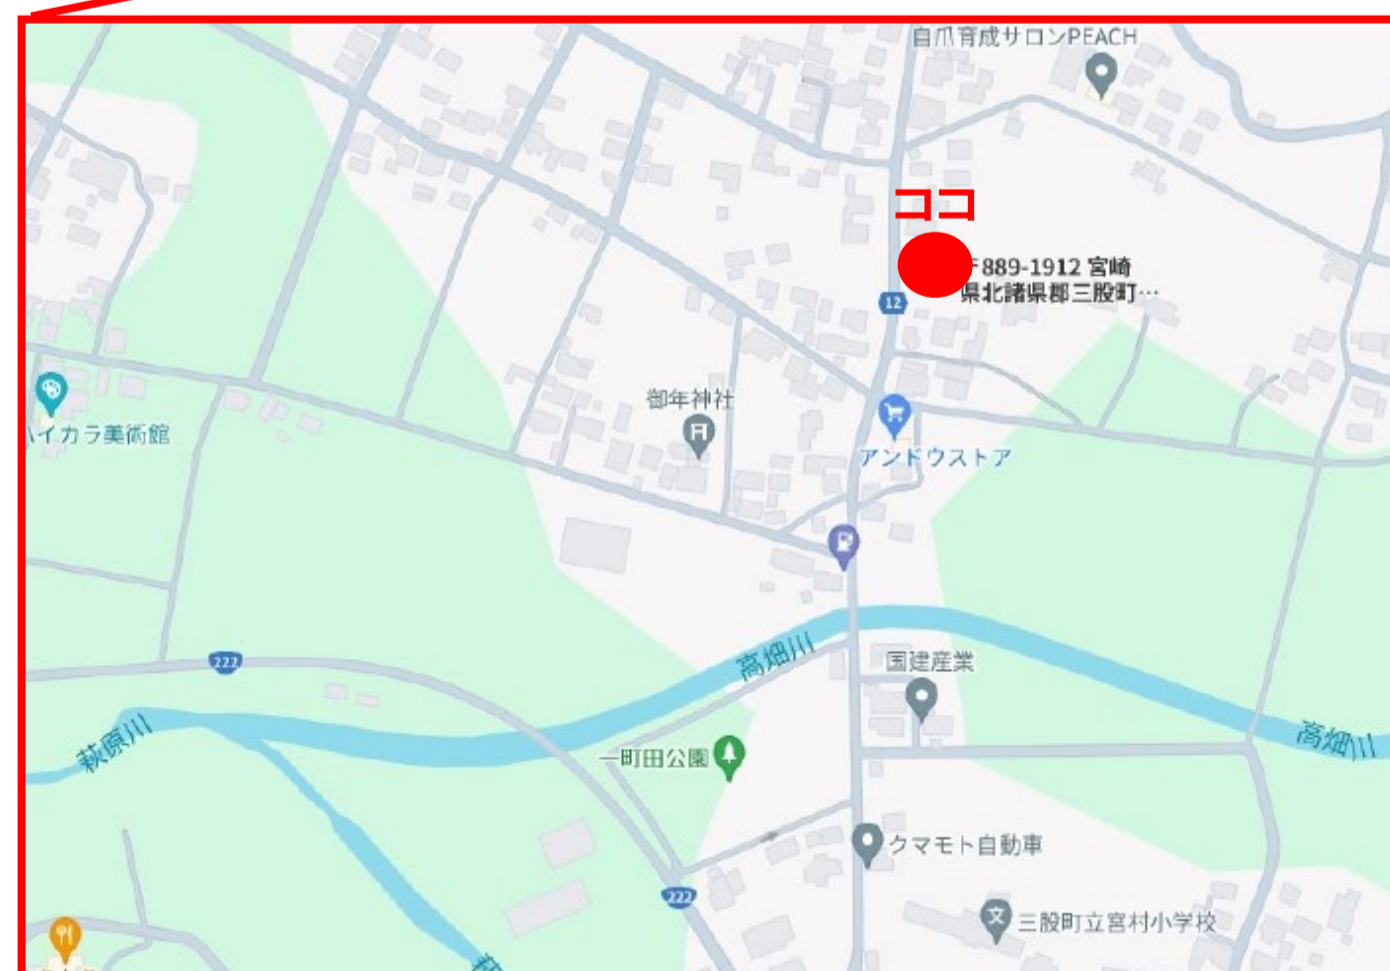 自爪育成サロンPEACH
ココ
〒889-1912 宮崎
県北諸県郡三股町…
12
御年神社
ハイカラ美術館
アンドウストア
222
高畑川
国建産業
萩原川
高畑川
一町田公園
クマモト自動車
222
文
三股町立宮村小学校